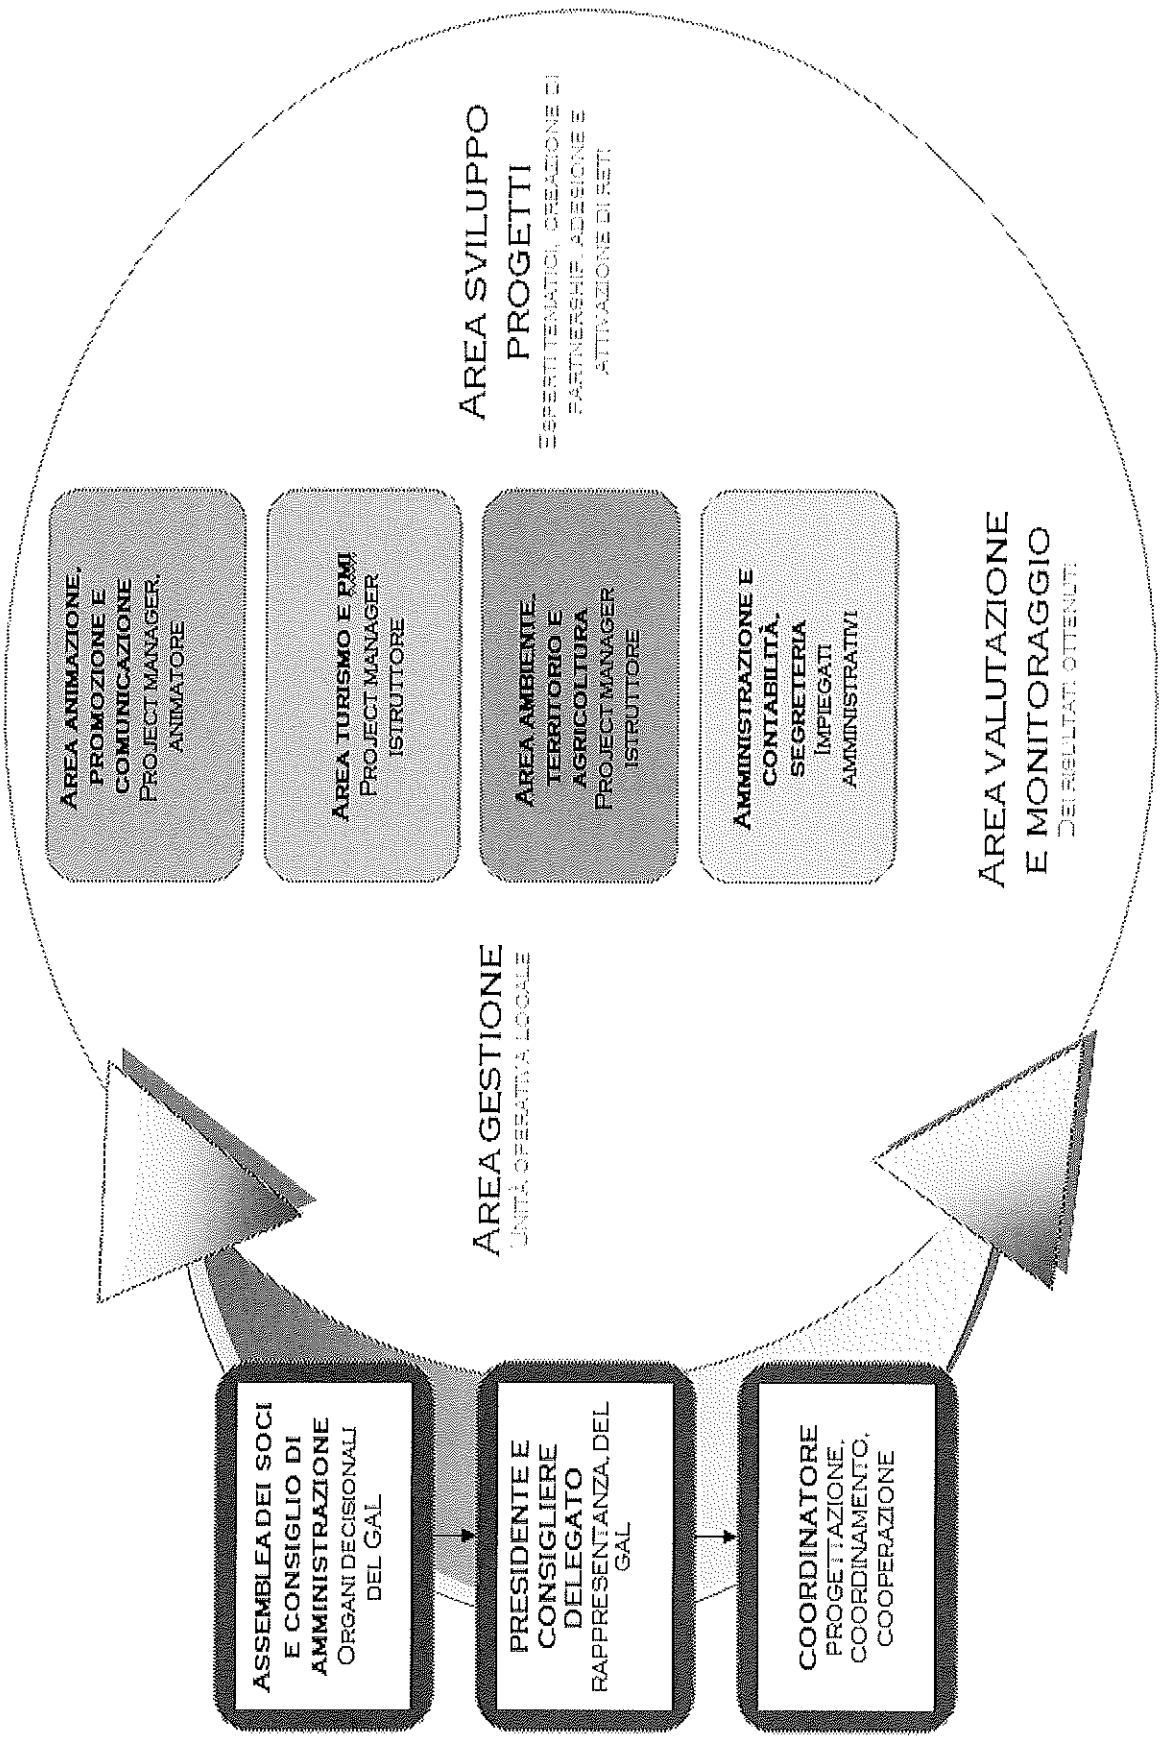 ASSEMBLEA DEI SOCI
E CONSIGLIO DI
AMMINISTRAZIONE
ORGANI DECISIONALI
DEL GAL
PRESIDENTE E
CONSIGLIERE
DELEGATO
RAPPRESENTANZA DEL
GAL
COORDINATORE
PROGETTAZIONE,
COORDINAMENTO,
COOPERAZIONE
AREA GESTIONE
UNITÀ OPERATIVA LOCALE
AREA ANIMAZIONE,
PROMOZIONE E
COMUNICAZIONE
PROJECT MANAGER,
ANIMATORE
AREA TURISMO E PMI
PROJECT MANAGER
ISTRUTTORE
AREA AMBIENTE,
TERRITORIO E
AGRICOLTURA
PROJECT MANAGER
ISTRUTTORE
AMMINISTRAZIONE E
CONTABILITÀ,
SEGRETERIA
IMPIEGATI
AMMINISTRATIVI
AREA SVILUPPO
PROGETTI
ESPERTI TEMATICI, CREAZIONE DI
PARTNERSHIP, ADESIONE E
ATTIVAZIONE DI RETI
AREA VALUTAZIONE
E MONITORAGGIO
DEI RISULTATI OTTENUTI